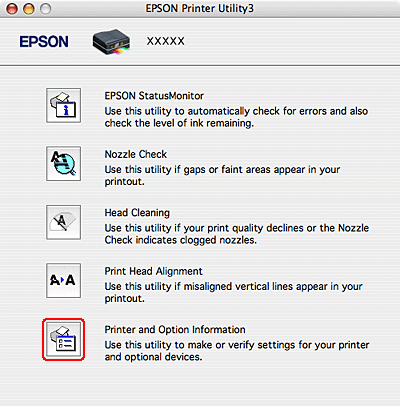 EPSON Printer Utility3
EPSON XXXXX
EPSON StatusMonitor
Use this utility to automatically check for errors and also
check the level of ink remaining.
Nozzle Check
Use this utility if gaps or faint areas appear in your
printout.
Head Cleaning
Use this utility if your print quality declines or the Nozzle
Check indicates clogged nozzles.
Print Head Alignment
Use this utility if misaligned vertical lines appear in your
printout.
Printer and Option Information
Use this utility to make or verify settings for your printer
and optional devices.